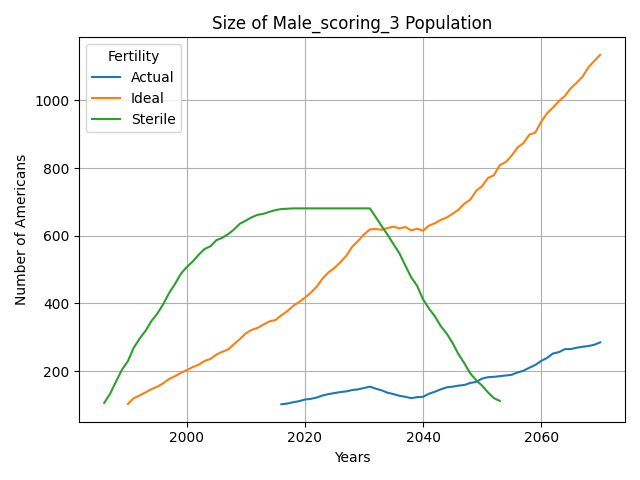 Size of Male_scoring_3 Population
Fertility
Actual
Ideal
Sterile
Number of Americans
1000
800
600
400
200
2000
2020
2040
2060
Years